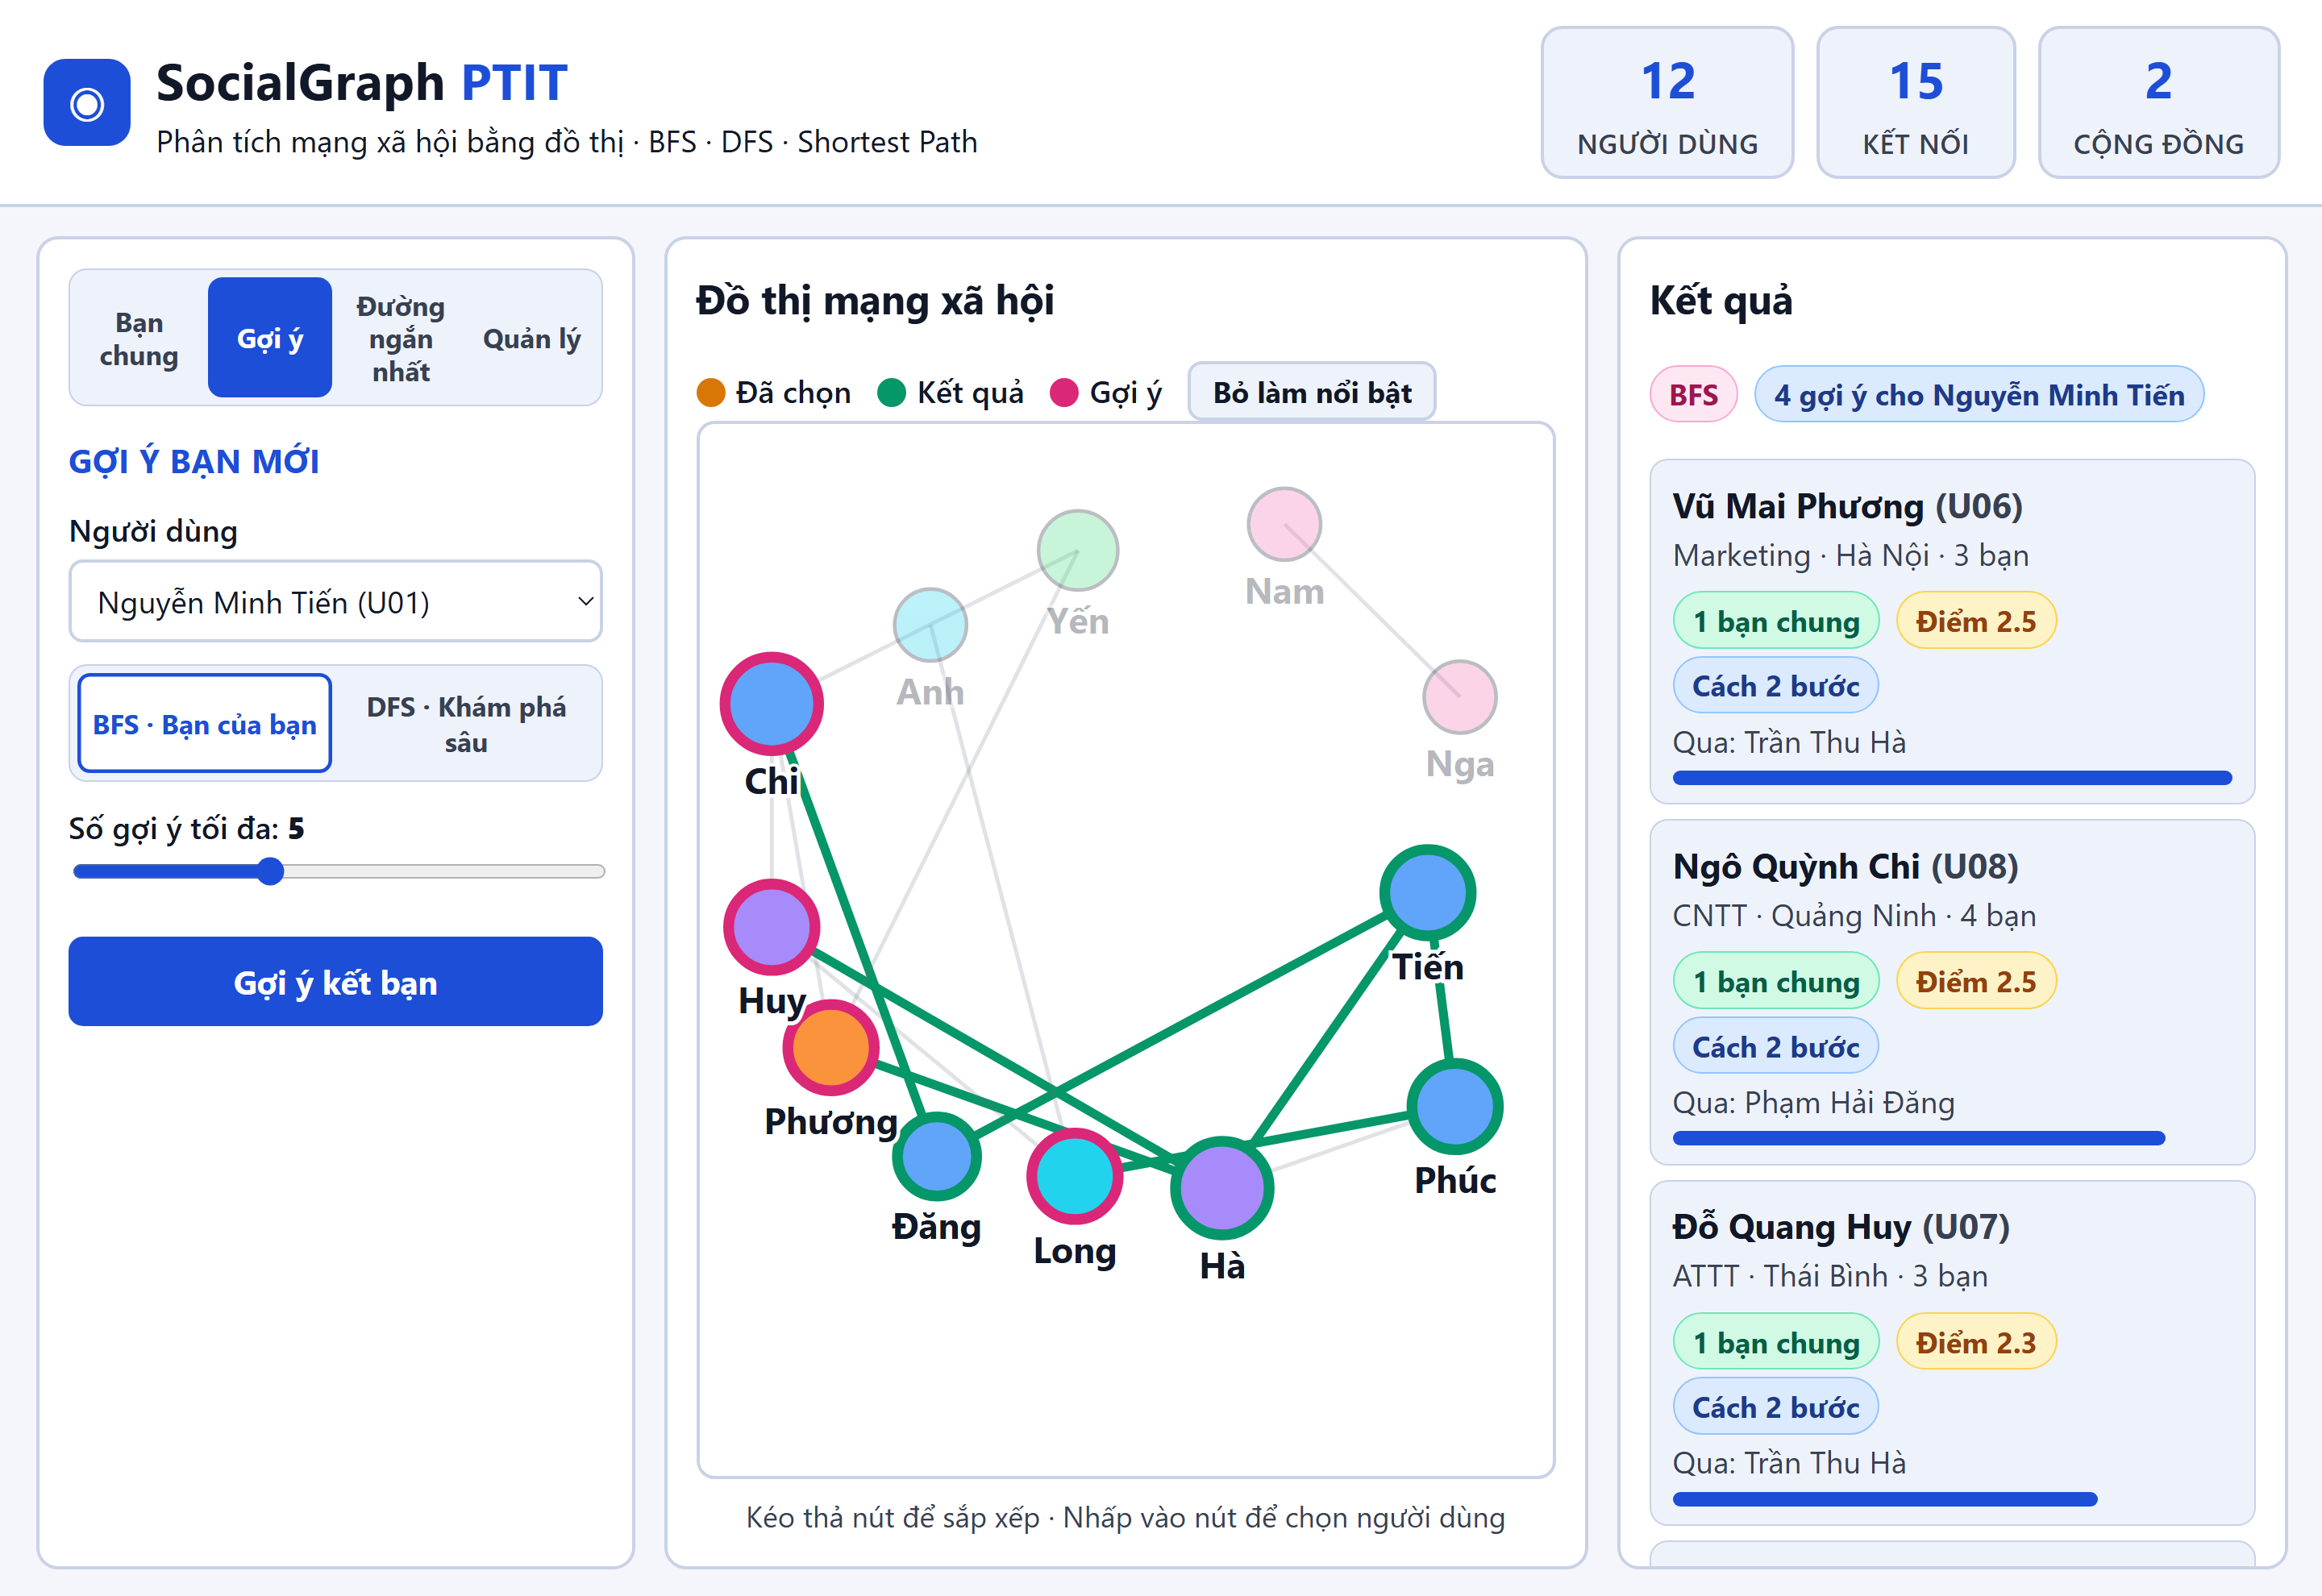 SocialGraph PTIT
Phân tích mạng xã hội bằng đồ thị · BFS · DFS · Shortest Path
12
NGƯỜI DÙNG
15
KẾT NỐI
2
CỘNG ĐỒNG
Bạn
chung
Gợi ý
Đường
ngắn
nhất
Quản lý
GỢI Ý BẠN MỚI
Người dùng
Nguyễn Minh Tiến (U01)
BFS · Bạn của bạn
DFS · Khám phá
sâu
Số gợi ý tối đa: 5
Gợi ý kết bạn
Đồ thị mạng xã hội
Đã chọn
Kết quả
Gợi ý
Bỏ làm nổi bật
Nam
Yến
Anh
Nga
Chi
Tiến
Huy
Phương
Phúc
Đăng
Long
Hà
Kéo thả nút để sắp xếp · Nhấp vào nút để chọn người dùng
Kết quả
BFS
4 gợi ý cho Nguyễn Minh Tiến
Vũ Mai Phương (U06)
Marketing · Hà Nội · 3 bạn
1 bạn chung
Điểm 2.5
Cách 2 bước
Qua: Trần Thu Hà
Ngô Quỳnh Chi (U08)
CNTT · Quảng Ninh · 4 bạn
1 bạn chung
Điểm 2.5
Cách 2 bước
Qua: Phạm Hải Đăng
Đỗ Quang Huy (U07)
ATTT · Thái Bình · 3 bạn
1 bạn chung
Điểm 2.3
Cách 2 bước
Qua: Trần Thu Hà